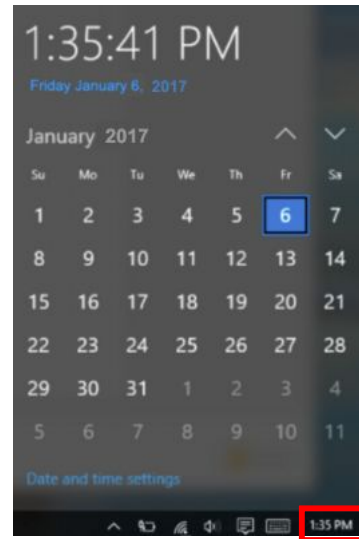 1:35:41 PM
Friday January 6, 2017
January 2017
Su Mo Tu We Th Fr Sa
1 2 3 4 5 6 7
8 9 10 11 12 13 14
15 16 17 18 19 20 21
22 23 24 25 26 27 28
29 30 31 1 2 3 4
5 6 7 8 9 10 11
Date and time settings
1:35 PM